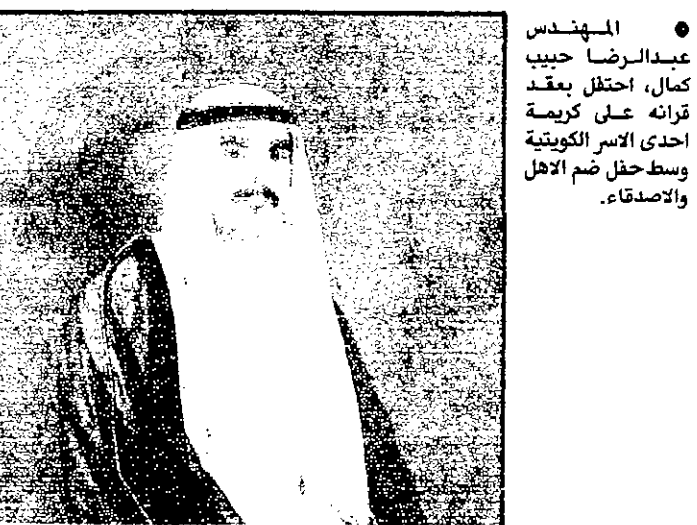 ● المهندس
عبدالرضا حبيب
كمال، احتفل بعقد
قرانه على كريمة
احدى الاسر الكويتية
وسط حفل ضم الاهل
والاصدقاء.